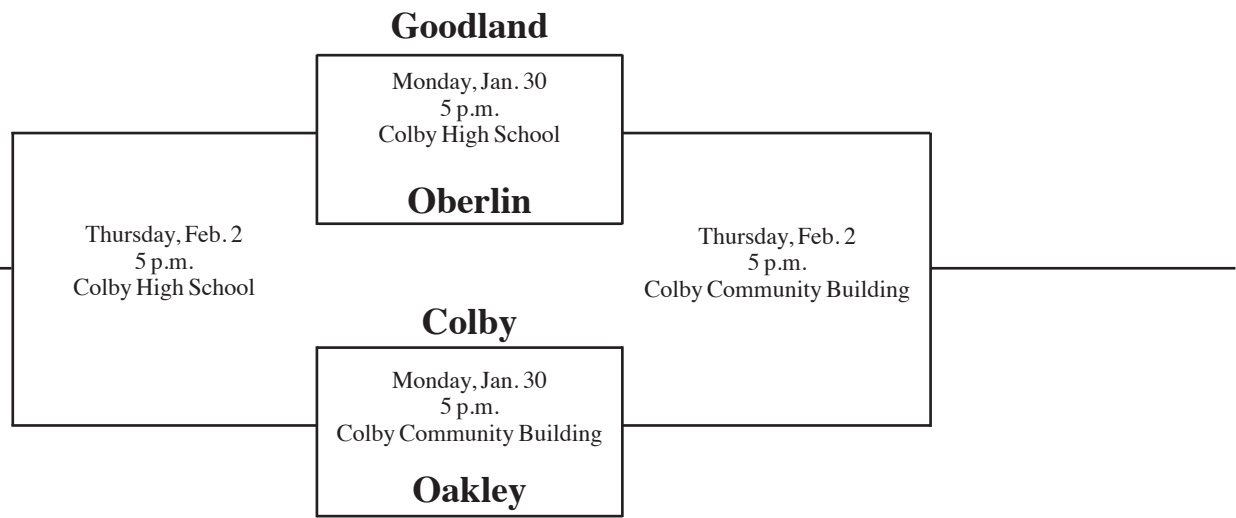 Goodland
Monday, Jan. 30
5 p.m.
Colby High School
Oberlin
Thursday, Feb. 2
5 p.m.
Colby High School
Thursday, Feb. 2
5 p.m.
Colby Community Building
Colby
Monday, Jan. 30
5 p.m.
Colby Community Building
Oakley